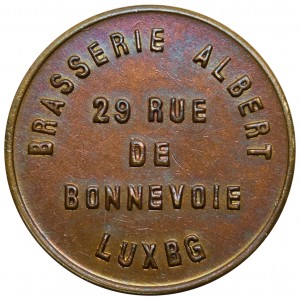 BRASSERIE ALBERT
29 RUE
DE
BONNEVOIE
LUXBG